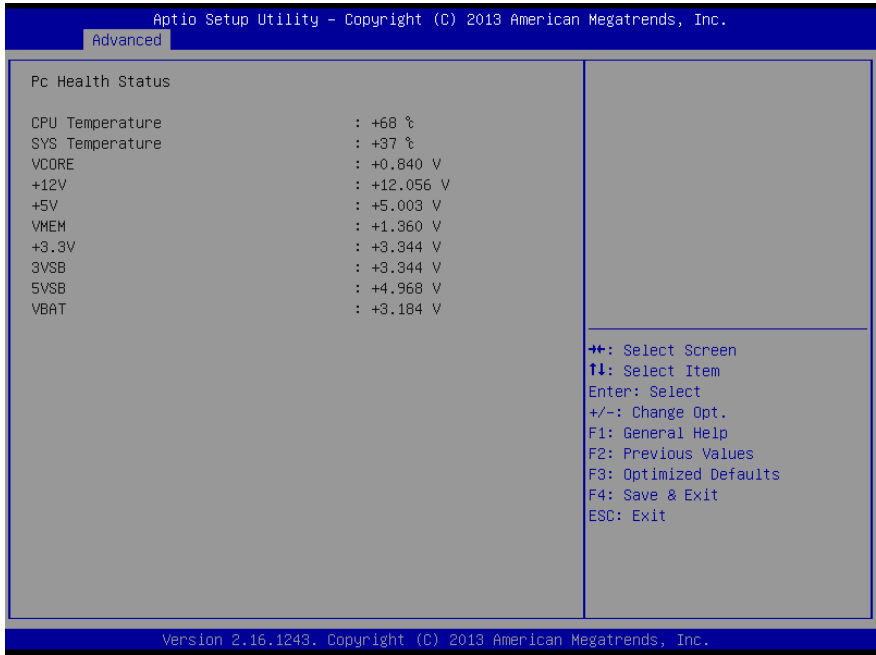 Aptio Setup Utility – Copyright (C) 2013 American Megatrends, Inc.
Advanced
Pc Health Status
CPU Temperature : +68 ℃
SYS Temperature : +37 ℃
VCORE : +0.840 V
+12V : +12.056 V
+5V : +5.003 V
VMEM : +1.360 V
+3.3V : +3.344 V
3VSB : +3.344 V
5VSB : +4.968 V
VBAT : +3.184 V
→←: Select Screen
↑↓: Select Item
Enter: Select
+/-: Change Opt.
F1: General Help
F2: Previous Values
F3: Optimized Defaults
F4: Save & Exit
ESC: Exit
Version 2.16.1243. Copyright (C) 2013 American Megatrends, Inc.